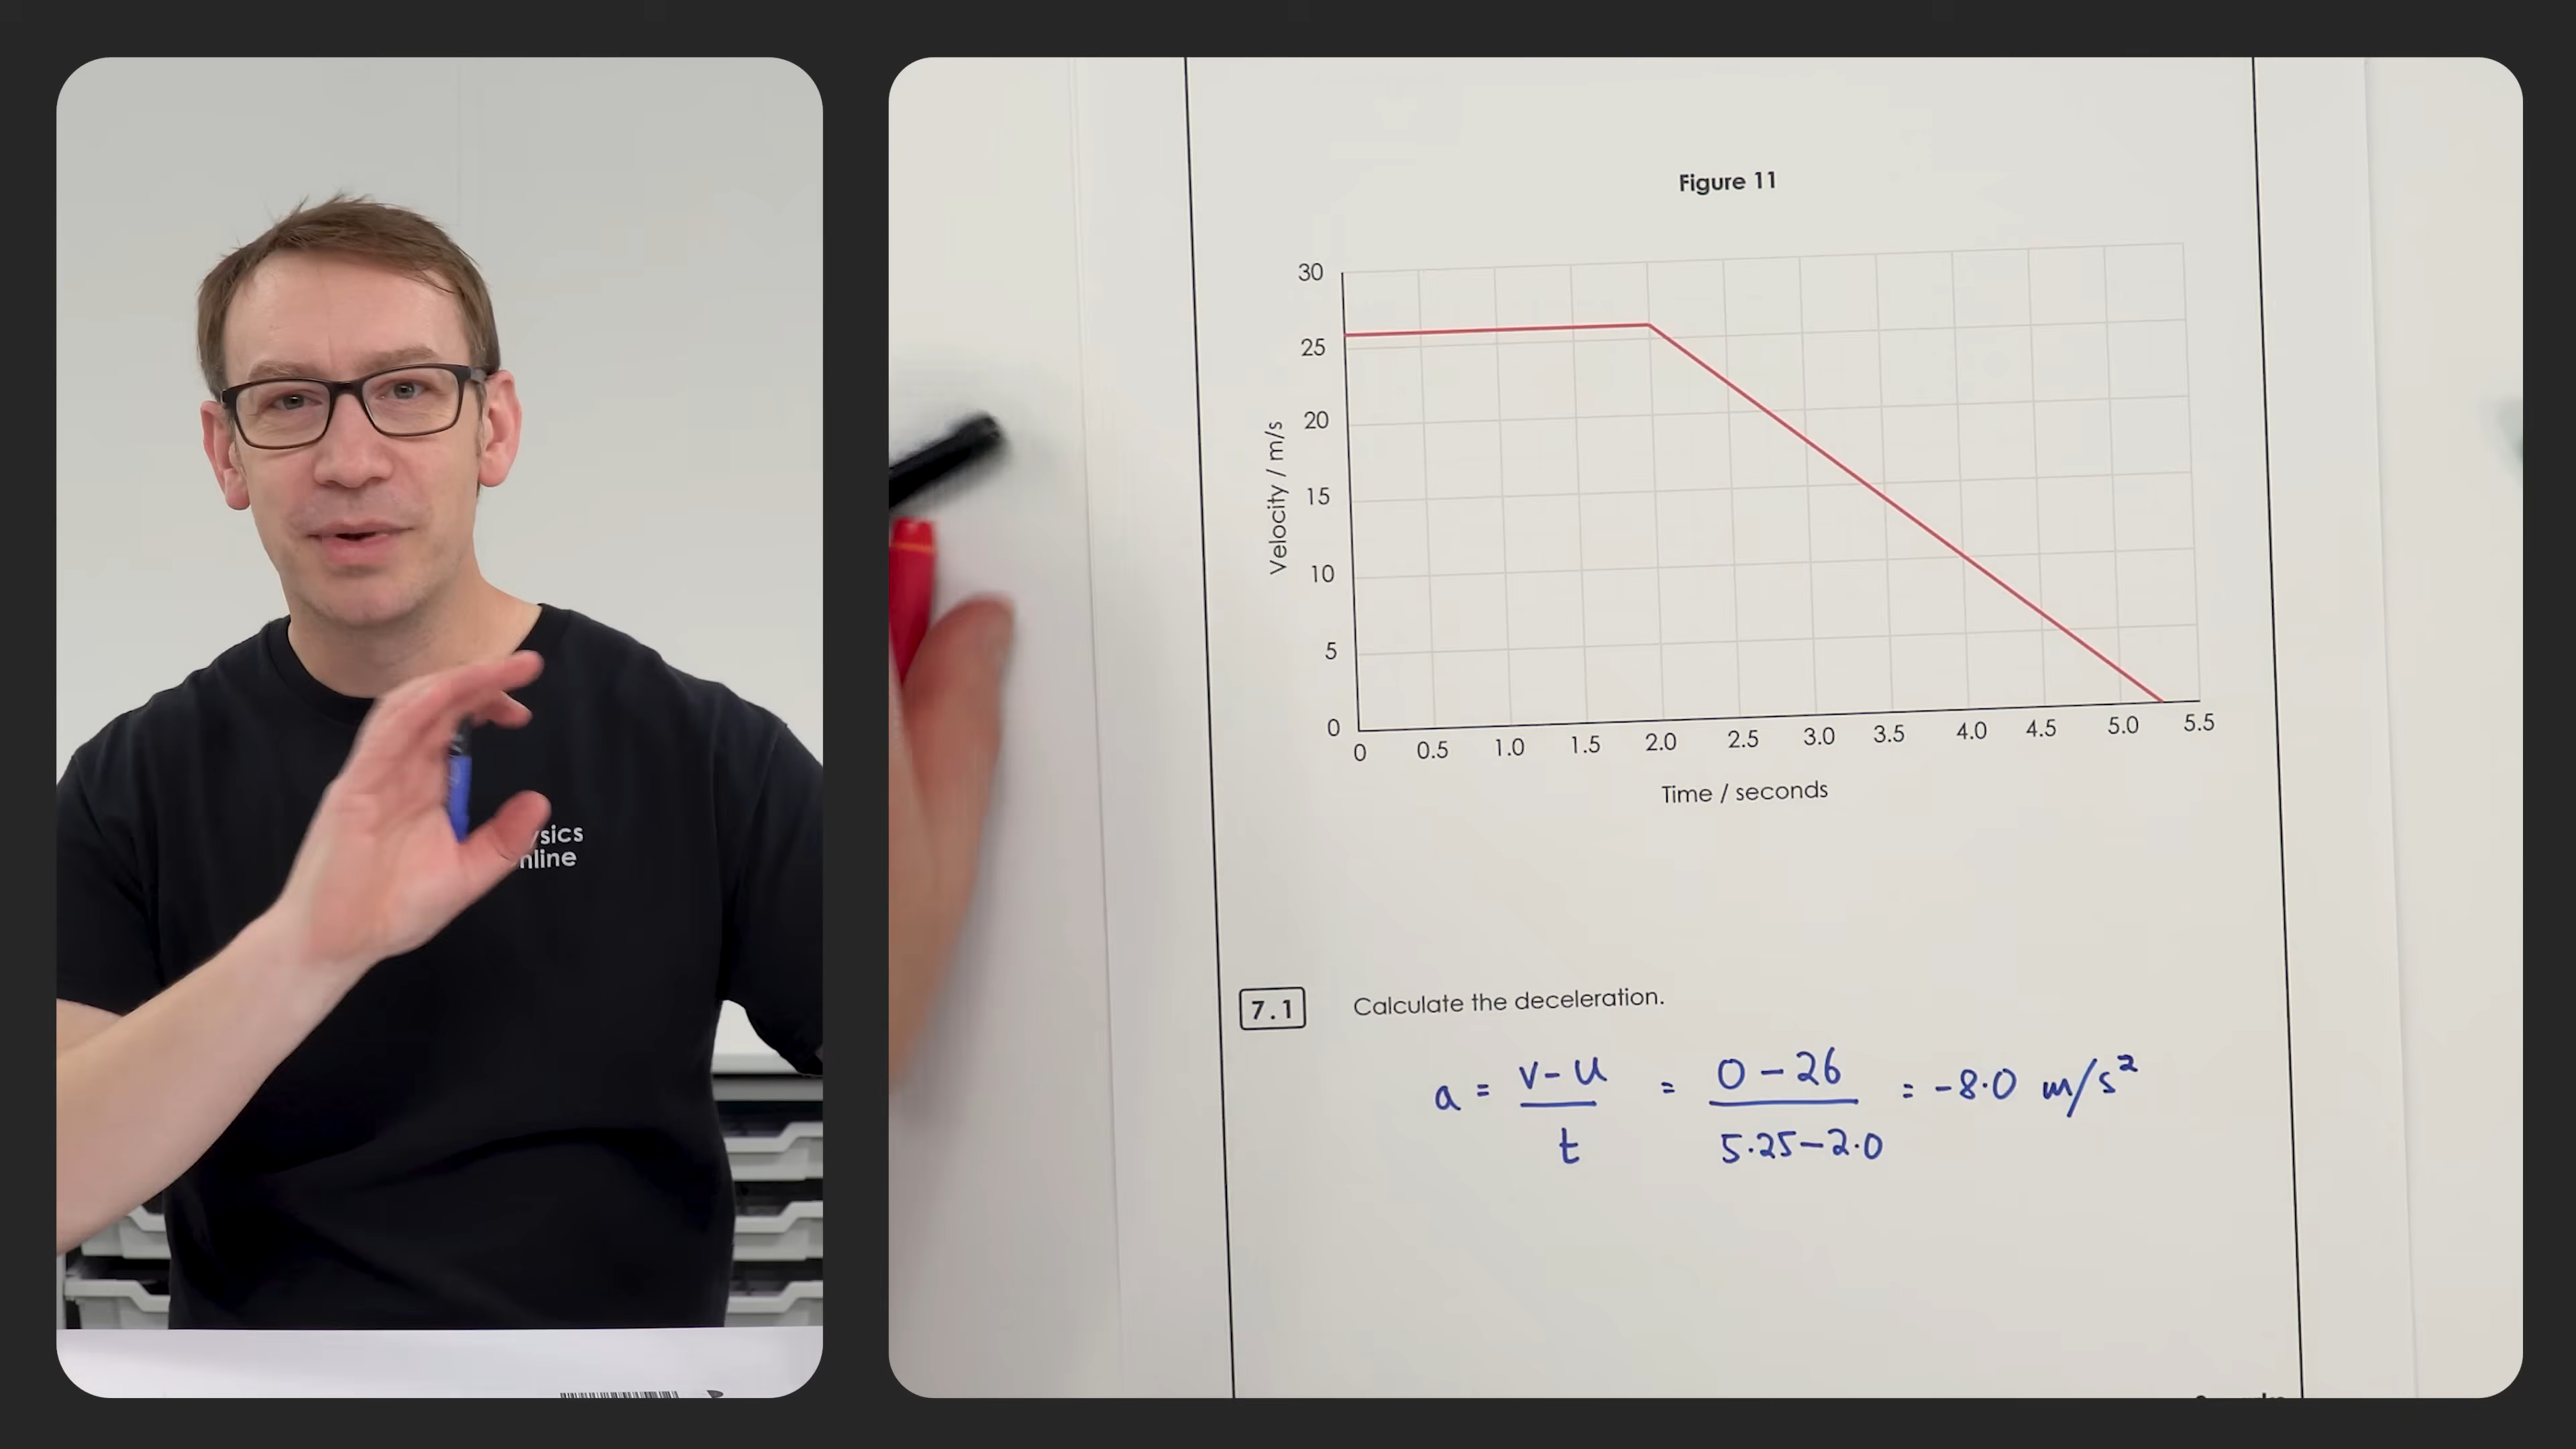 ysics
nline
Figure 11
30
25
20
15
10
5
0
Velocity / m/s
0 0.5 1.0 1.5 2.0 2.5 3.0 3.5 4.0 4.5 5.0 5.5
Time / seconds
7.1 Calculate the deceleration.
a = v-u / t = 0-26 / 5.25-2.0 = -8.0 m/s²